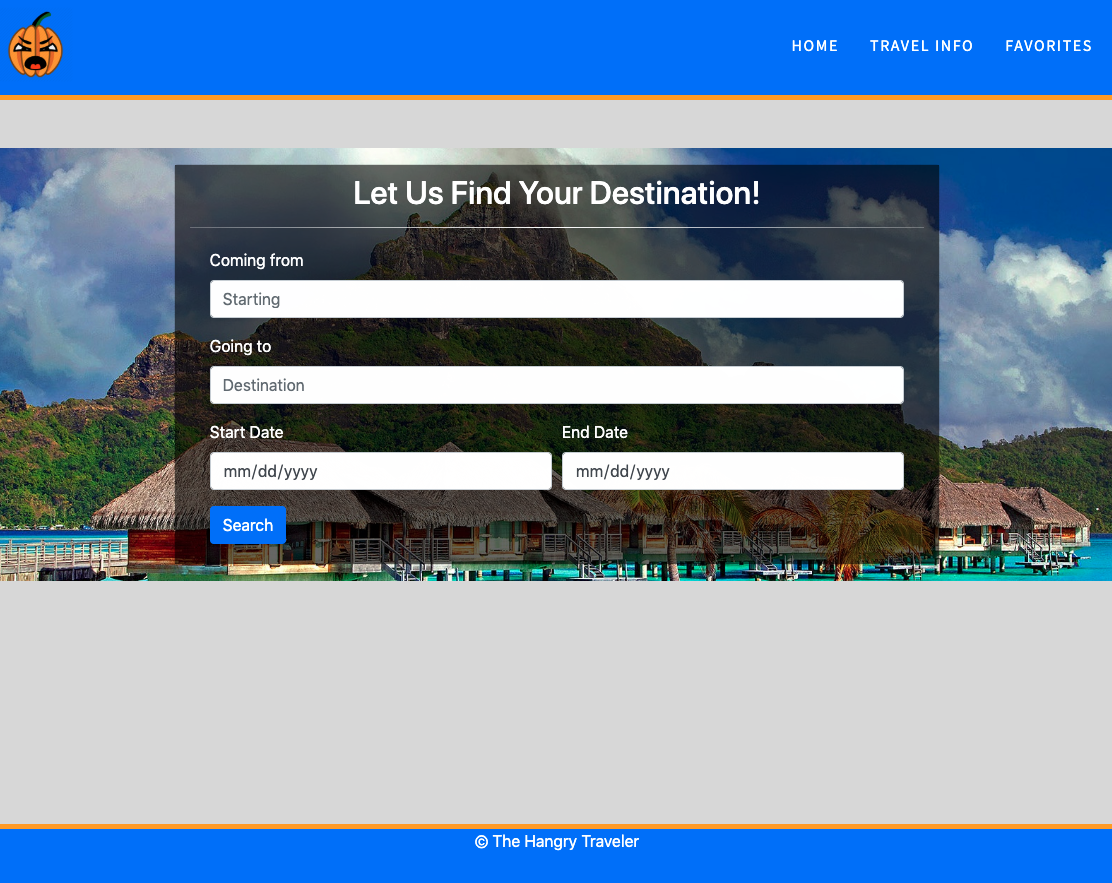 HOME TRAVEL INFO FAVORITES
Let Us Find Your Destination!
Coming from
Starting
Going to
Destination
Start Date End Date
mm/dd/yyyy mm/dd/yyyy
Search
© The Hangry Traveler